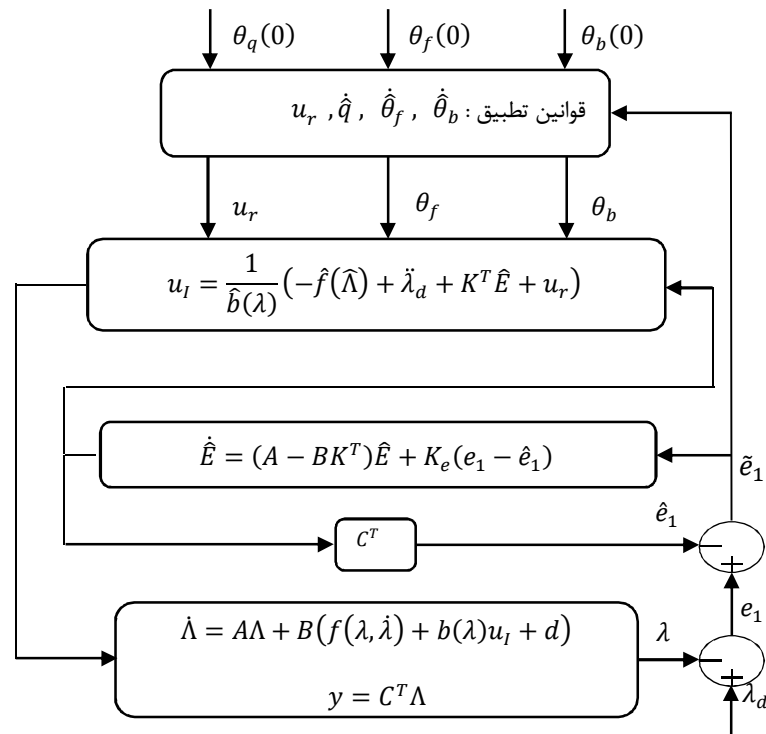 θ_q(0) θ_f(0) θ_b(0)
قوانین تطبیق : u_r , \dot{\hat{q}} , \dot{\hat{θ}}_f , \dot{\hat{θ}}_b
u_r θ_f θ_b
u_I = \frac{1}{\hat{b}(λ)} (−\hat{f}(\hat{Λ}) + \ddot{λ}_d + K^T \hat{E} + u_r)
\dot{\hat{E}} = (A − BK^T)\hat{E} + K_e(e_1 − \hat{e}_1)
\tilde{e}_1
\hat{e}_1
C^T
−
+
e_1
\dot{Λ} = AΛ + B(f(λ, \dot{λ}) + b(λ)u_I + d)
λ
−
+
y = C^T Λ
λ_d